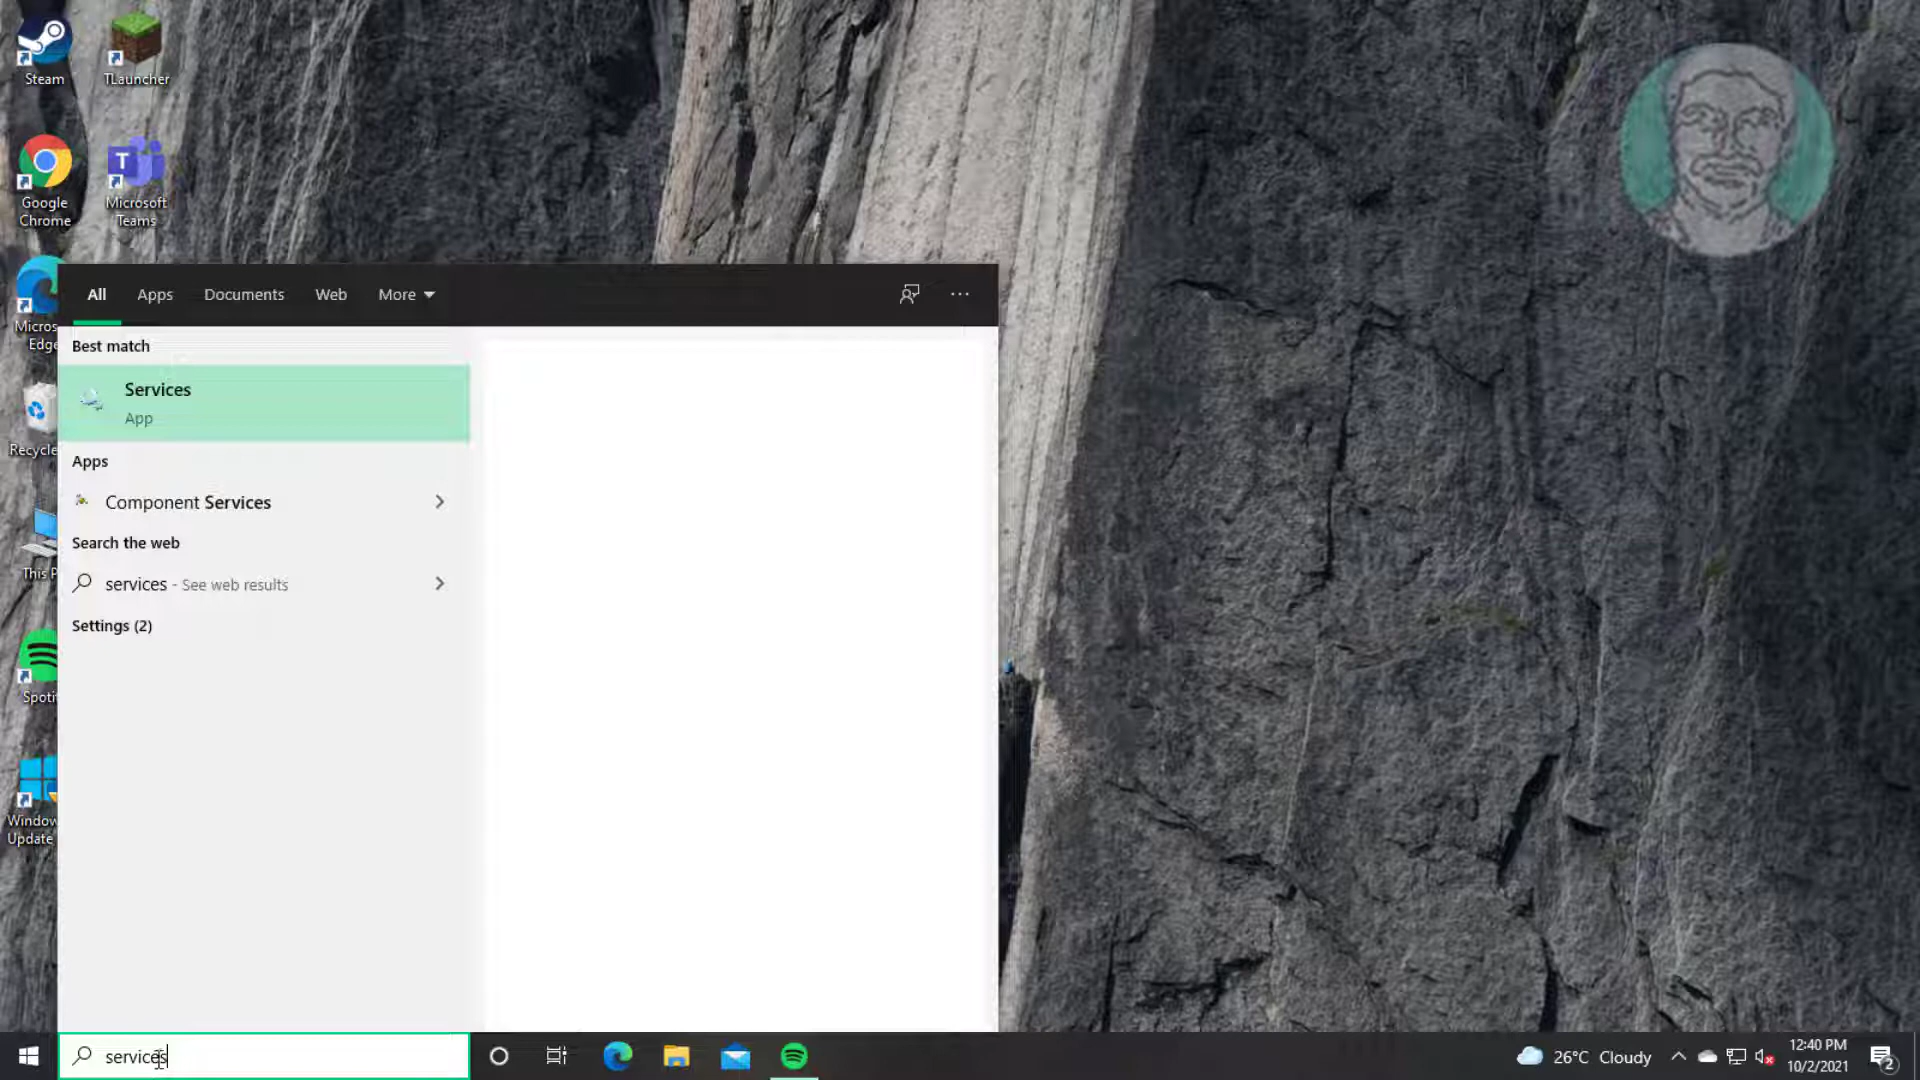 Steam
TLauncher
Google
Chrome
Microsoft
Teams
Micros
Edge
Recycle
This P
Spotif
Window
Update
All
Apps
Documents
Web
More
Best match
Services
App
Apps
Component Services
Search the web
services - See web results
Settings (2)
services
26°C Cloudy
12:40 PM
10/2/2021
2